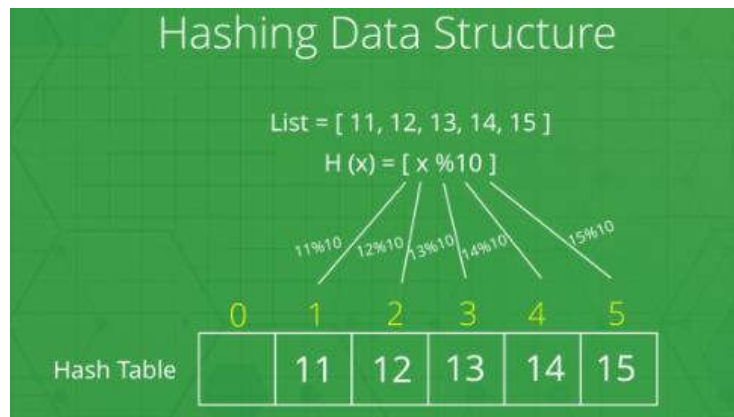 Hashing Data Structure
List = [ 11, 12, 13, 14, 15 ]
H (x) = [ x %10 ]
11%10 12%10 13%10 14%10 15%10
0 1 2 3 4 5
Hash Table 11 12 13 14 15